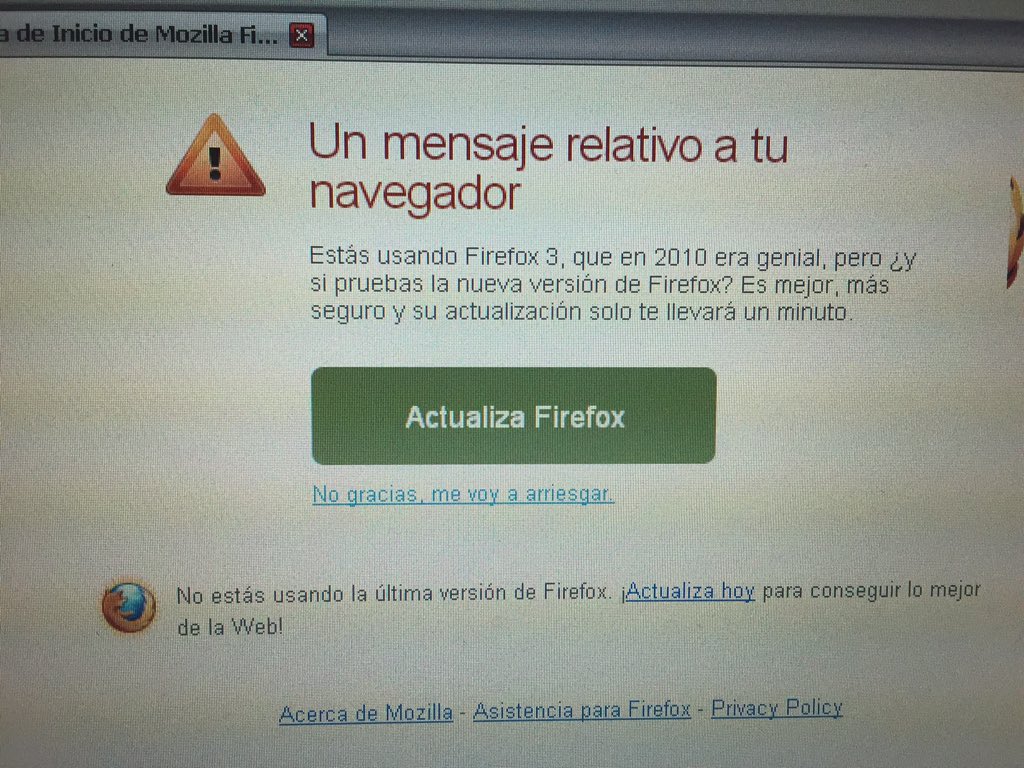 a de Inicio de Mozilla Fi...
Un mensaje relativo a tu
navegador
Estás usando Firefox 3, que en 2010 era genial, pero ¿y
si pruebas la nueva versión de Firefox? Es mejor, más
seguro y su actualización solo te llevará un minuto.
Actualiza Firefox
No gracias, me voy a arriesgar.
No estás usando la última versión de Firefox. ¡Actualiza hoy para conseguir lo mejor
de la Web!
Acerca de Mozilla - Asistencia para Firefox - Privacy Policy